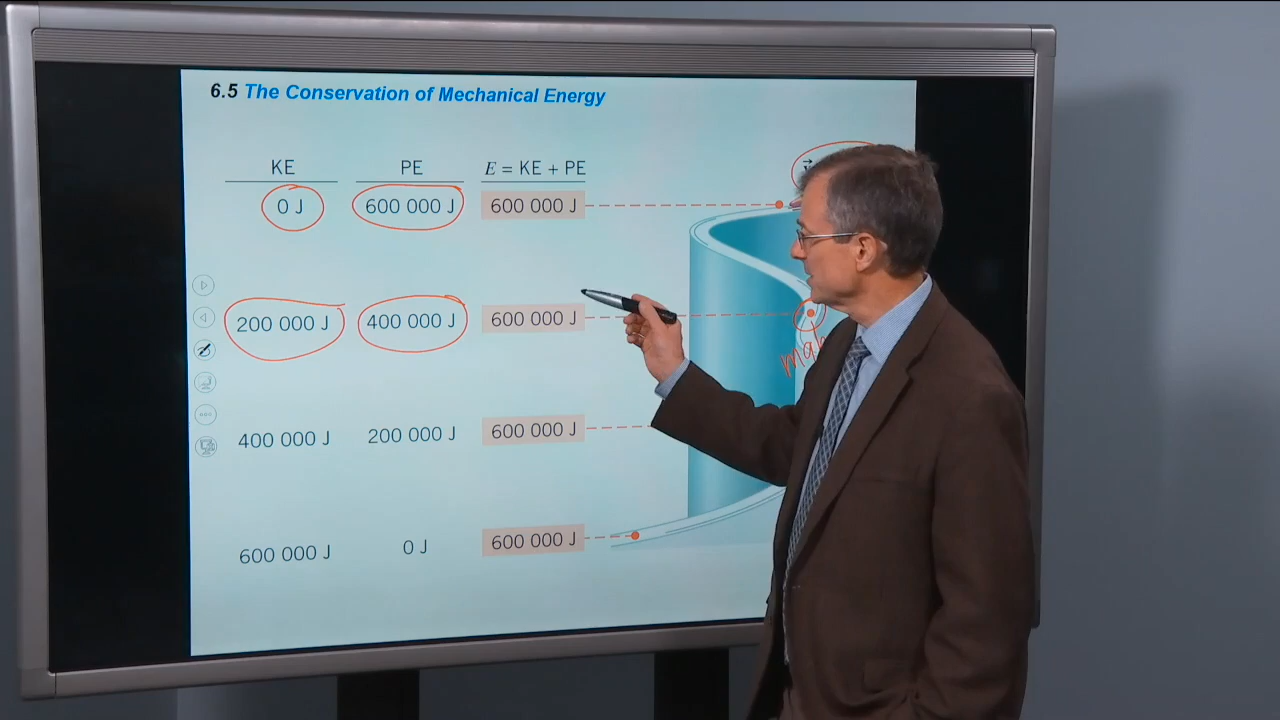 6.5 The Conservation of Mechanical Energy
KE PE E = KE + PE
0 J 600 000 J 600 000 J
200 000 J 400 000 J 600 000 J
400 000 J 200 000 J 600 000 J
600 000 J 0 J 600 000 J